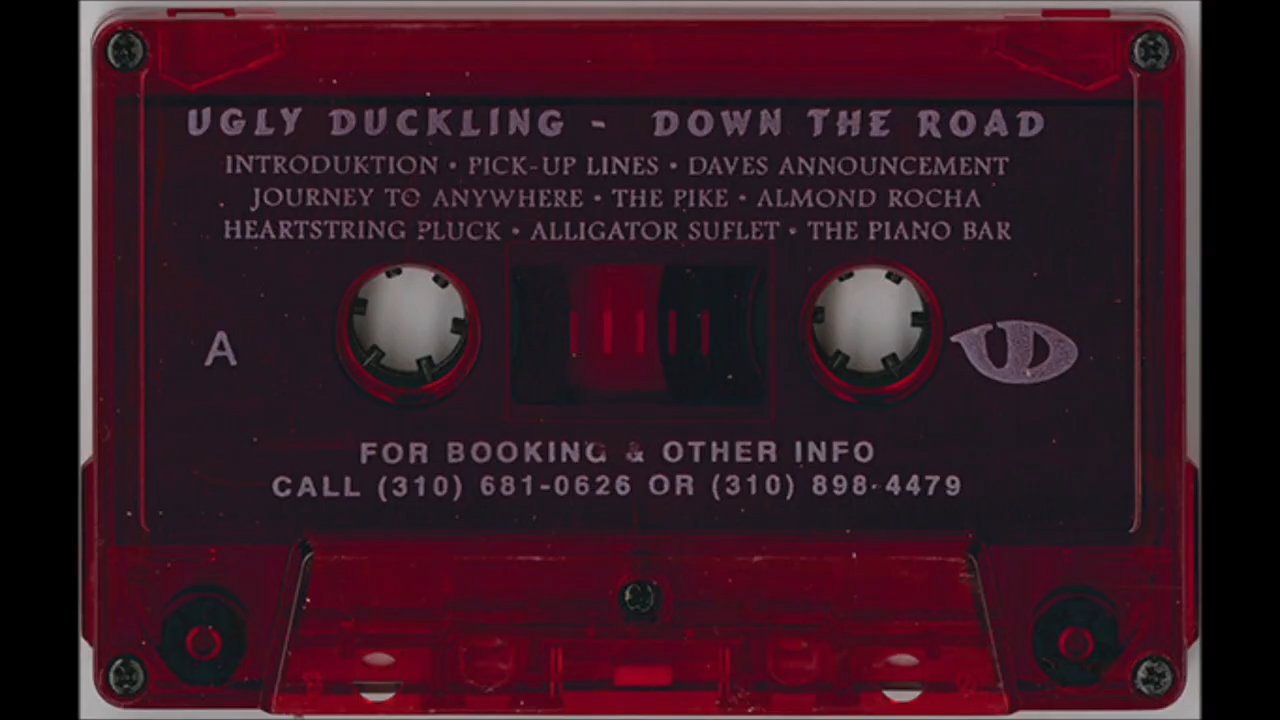 UGLY DUCKLING - DOWN THE ROAD
INTRODUKTION • PICK-UP LINES • DAVES ANNOUNCEMENT
JOURNEY TO ANYWHERE • THE PIKE • ALMOND ROCHA
HEARTSTRING PLUCK • ALLIGATOR SUFLET • THE PIANO BAR
A
UD
FOR BOOKING & OTHER INFO
CALL (310) 681-0626 OR (310) 898-4479